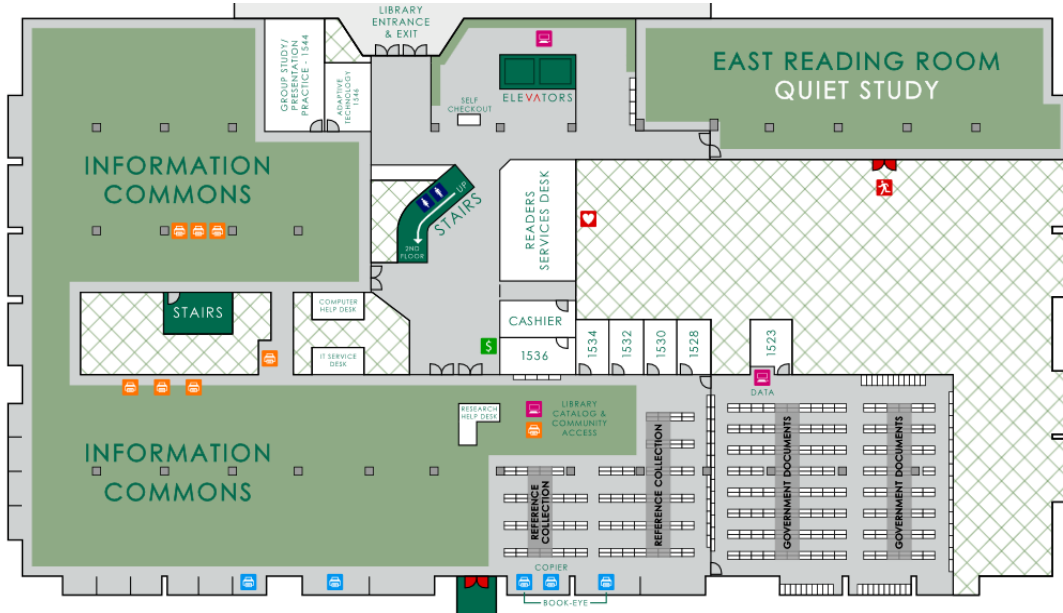 LIBRARY
ENTRANCE
& EXIT
GROUP STUDY/
PRESENTATION
PRACTICE - 1544
ADAPTIVE
TECHNOLOGY
1546
ELEVATORS
SELF
CHECKOUT
EAST READING ROOM
QUIET STUDY
INFORMATION
COMMONS
UP
STAIRS
2ND
FLOOR
READERS
SERVICES DESK
STAIRS
COMPUTER
HELP DESK
IT SERVICE
DESK
CASHIER
$
1536
1534
1532
1530
1528
1523
DATA
RESEARCH
HELP DESK
LIBRARY
CATALOG &
COMMUNITY
ACCESS
INFORMATION
COMMONS
REFERENCE
COLLECTION
REFERENCE COLLECTION
GOVERNMENT DOCUMENTS
GOVERNMENT DOCUMENTS
COPIER
BOOK-EYE